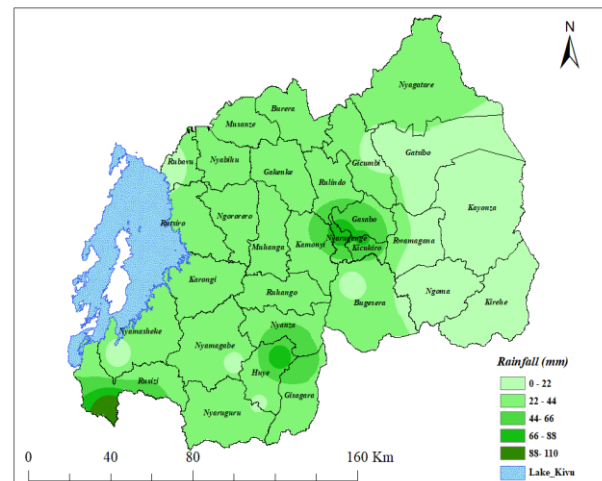 N
Nyagatare
Burera
Musanze
Gatsibo
Rubavu
Nyabiku
Gicumbi
Gakenke
Rulindo
Kayonza
Gasabo
Rutsiro
Ngororero
Nyarugenge
Rwamagana
Muhanga
Kamonyi
Kicukiro
Karongi
Ruhango
Bugesera
Ngoma
Kirehe
Nyamasheke
Nyanza
Nyamagabe
Huye
Rusizi
Gisagara
Nyaruguru
Rainfall (mm)
0 - 22
22 - 44
44- 66
66 - 88
88- 110
Lake_Kivu
0 40 80 160 Km